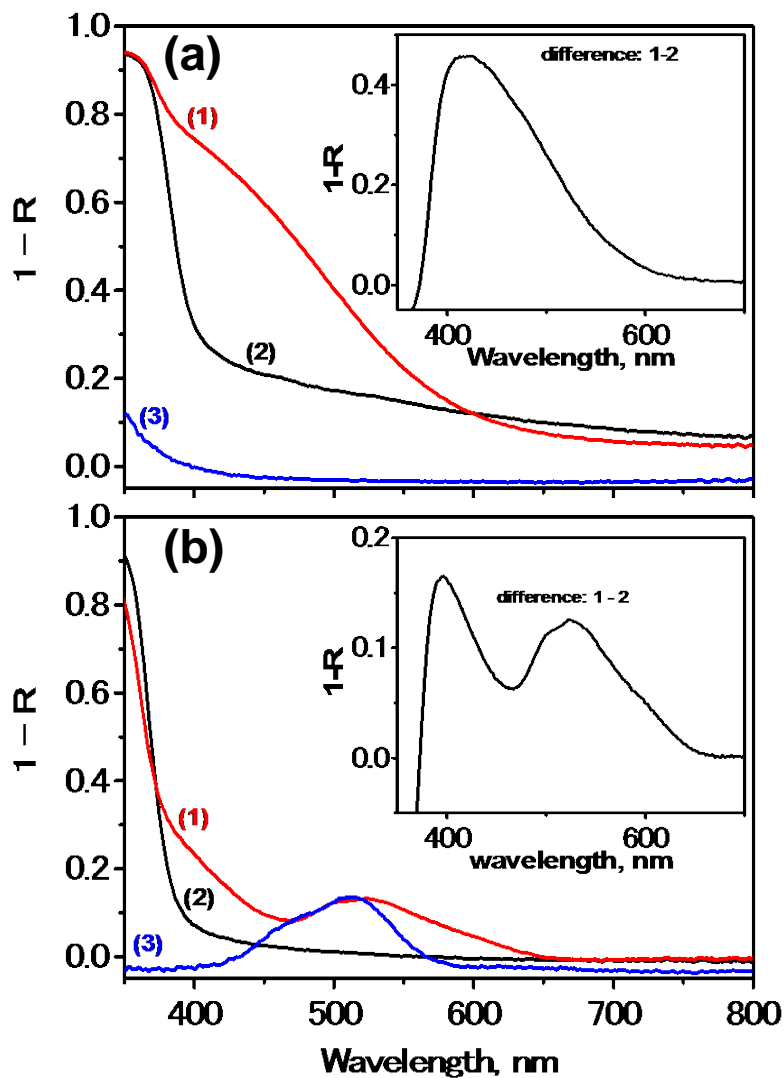 (a)
difference: 1-2
(1)
(2)
(3)
1 – R
1.0
0.8
0.6
0.4
0.2
0.0
1-R
0.4
0.2
0.0
400 600
Wavelength, nm
(b)
difference: 1 - 2
(1)
(2)
(3)
1 – R
1.0
0.8
0.6
0.4
0.2
0.0
1-R
0.2
0.1
0.0
400 600
wavelength, nm
400 500 600 700 800
Wavelength, nm